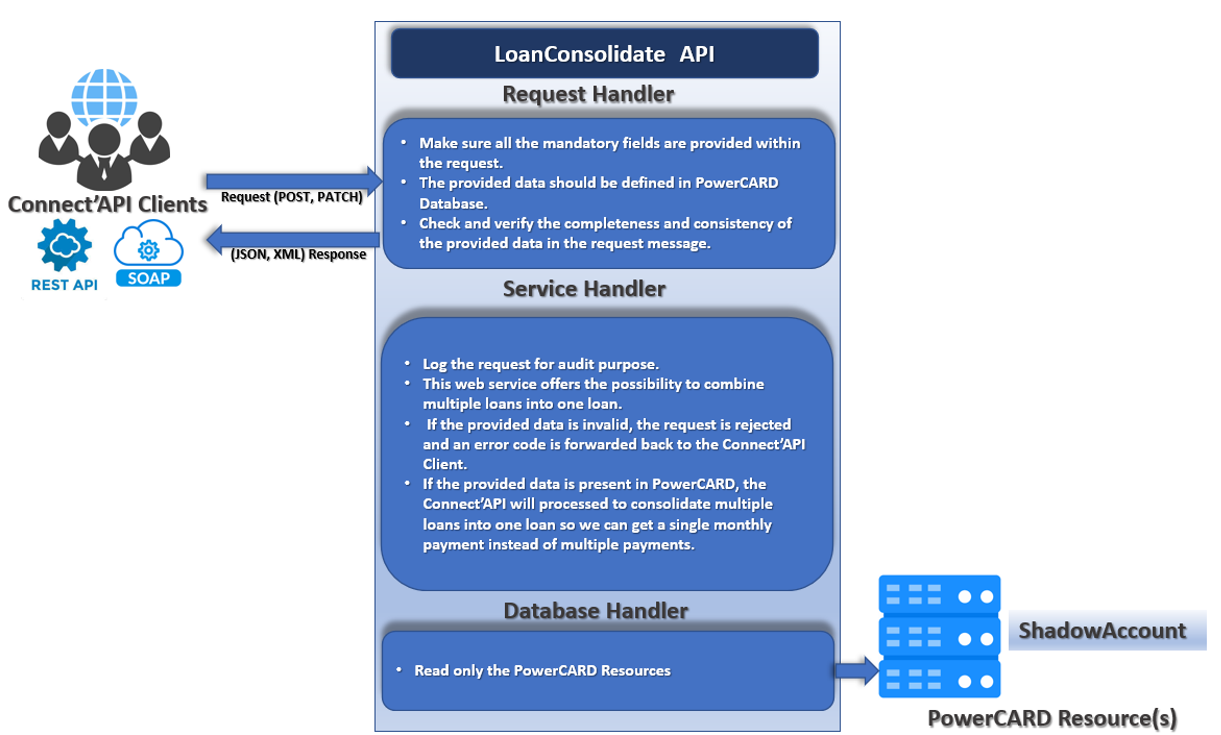 LoanConsolidate API
Request Handler
• Make sure all the mandatory fields are provided within
the request.
• The provided data should be defined in PowerCARD
Database.
• Check and verify the completeness and consistency of
the provided data in the request message.
Connect'API Clients
Request (POST, PATCH)
(JSON, XML) Response
REST API
SOAP
Service Handler
• Log the request for audit purpose.
• This web service offers the possibility to combine
multiple loans into one loan.
• If the provided data is invalid, the request is rejected
and an error code is forwarded back to the Connect'API
Client.
• If the provided data is present in PowerCARD, the
Connect'API will processed to consolidate multiple
loans into one loan so we can get a single monthly
payment instead of multiple payments.
Database Handler
• Read only the PowerCARD Resources
ShadowAccount
PowerCARD Resource(s)